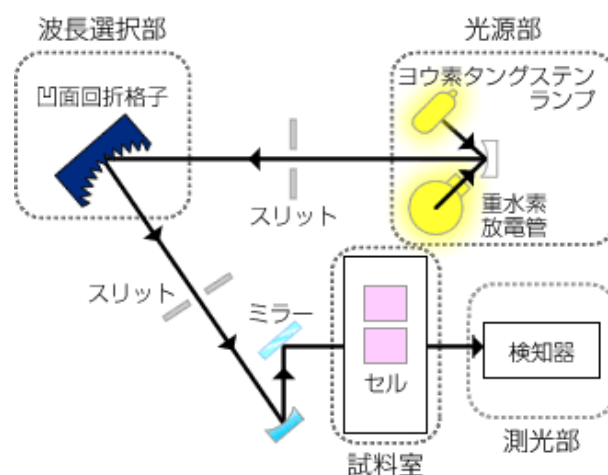 波長選択部
光源部
凹面回折格子
ヨウ素タングステン
ランプ
スリット
重水素
放電管
スリット
ミラー
セル
検知器
測光部
試料室